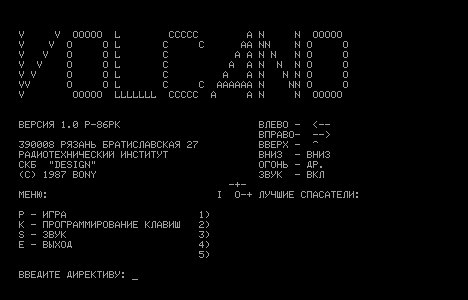 VOLCANO
ВЕРСИЯ 1.0 Р-86РК
ВЛЕВО - <--
ВПРАВО- -->
390008 РЯЗАНЬ БРАТИСЛАВСКАЯ 27
ВВЕРХ - ^
РАДИОТЕХНИЧЕСКИЙ ИНСТИТУТ
ВНИЗ - ВНИЗ
СКБ "DESIGN"
ОГОНЬ - ДР.
(C) 1987 BONY
ЗВУК - ВКЛ
-+-
МЕНЮ:
I O-+ ЛУЧШИЕ СПАСАТЕЛИ:
P - ИГРА 1)
K - ПРОГРАММИРОВАНИЕ КЛАВИШ 2)
S - ЗВУК 3)
E - ВЫХОД 4)
5)
ВВЕДИТЕ ДИРЕКТИВУ: _